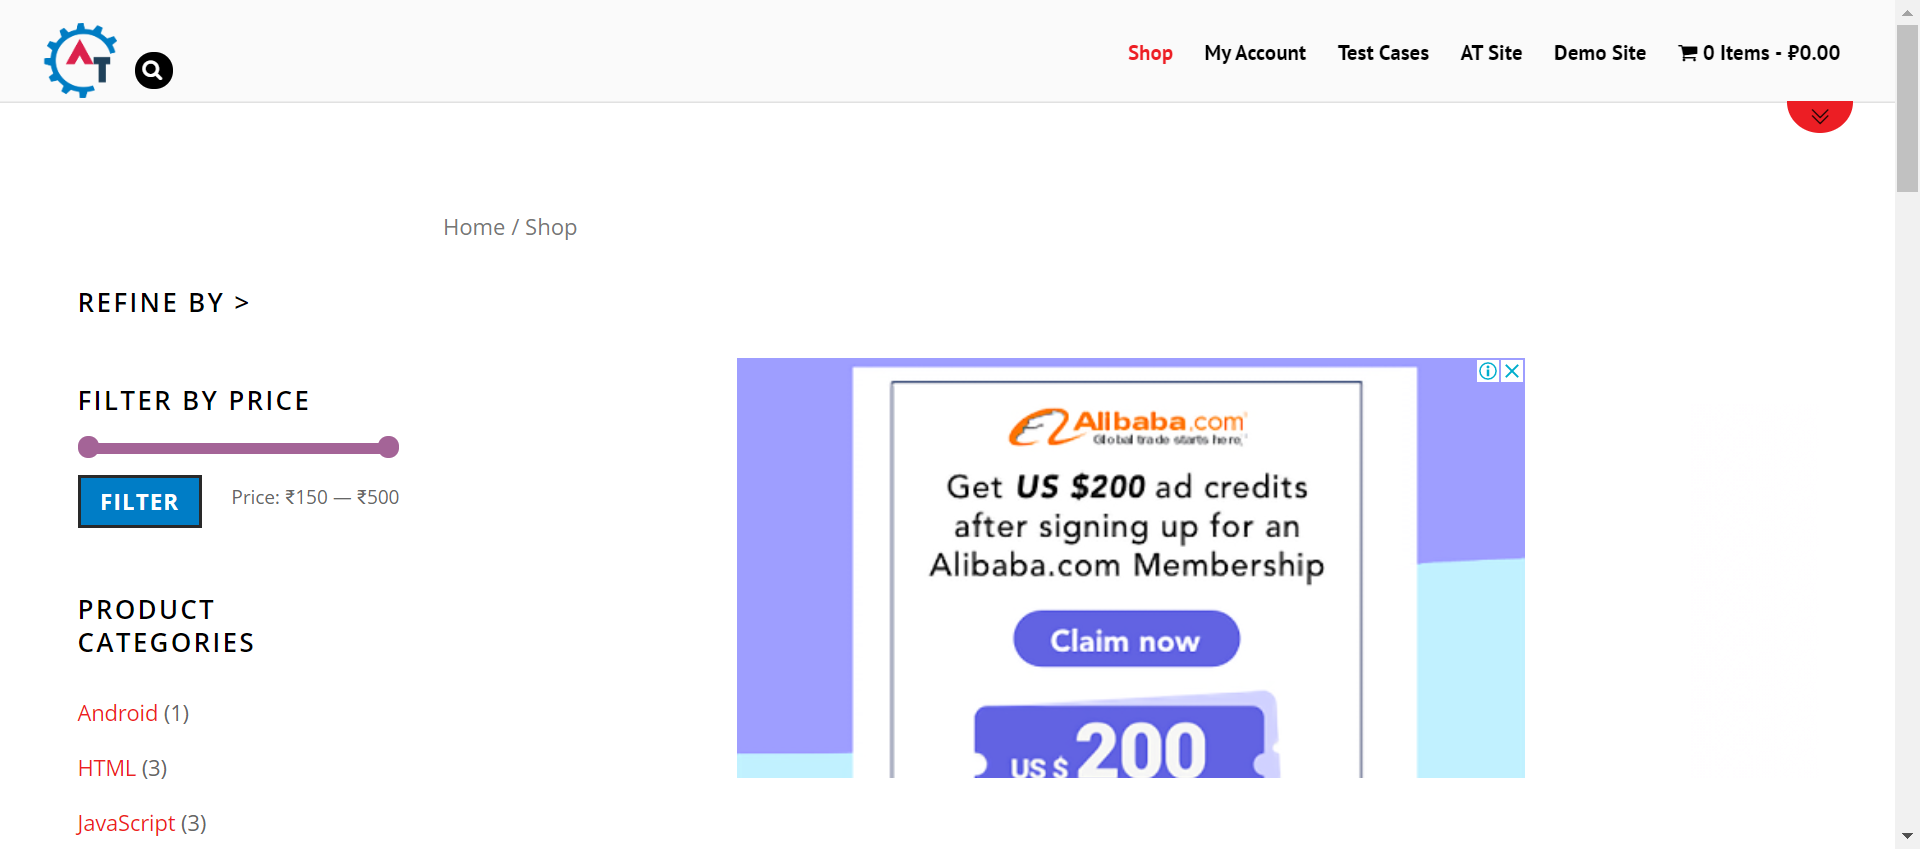 AT
Shop
My Account
Test Cases
AT Site
Demo Site
0 Items - ₽0.00
Home / Shop
REFINE BY >
FILTER BY PRICE
FILTER
Price: ₹150 — ₹500
PRODUCT
CATEGORIES
Android (1)
HTML (3)
JavaScript (3)
Alibaba.com
Global trade starts here.
Get US $200 ad credits
after signing up for an
Alibaba.com Membership
Claim now
US $ 200